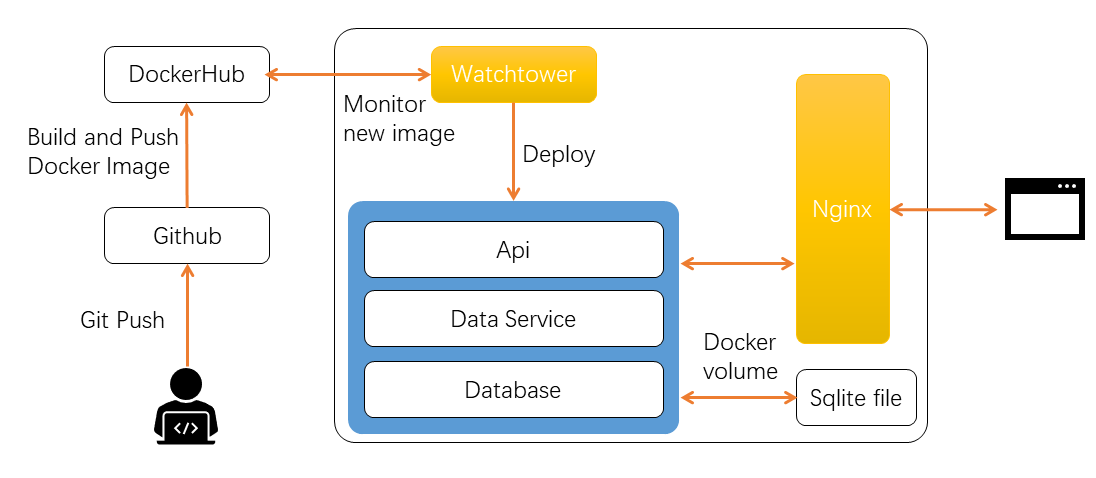 DockerHub
Watchtower
Monitor
new image
Build and Push
Docker Image
Deploy
Github
Nginx
Api
Git Push
Data Service
Docker
volume
Database
Sqlite file
</>